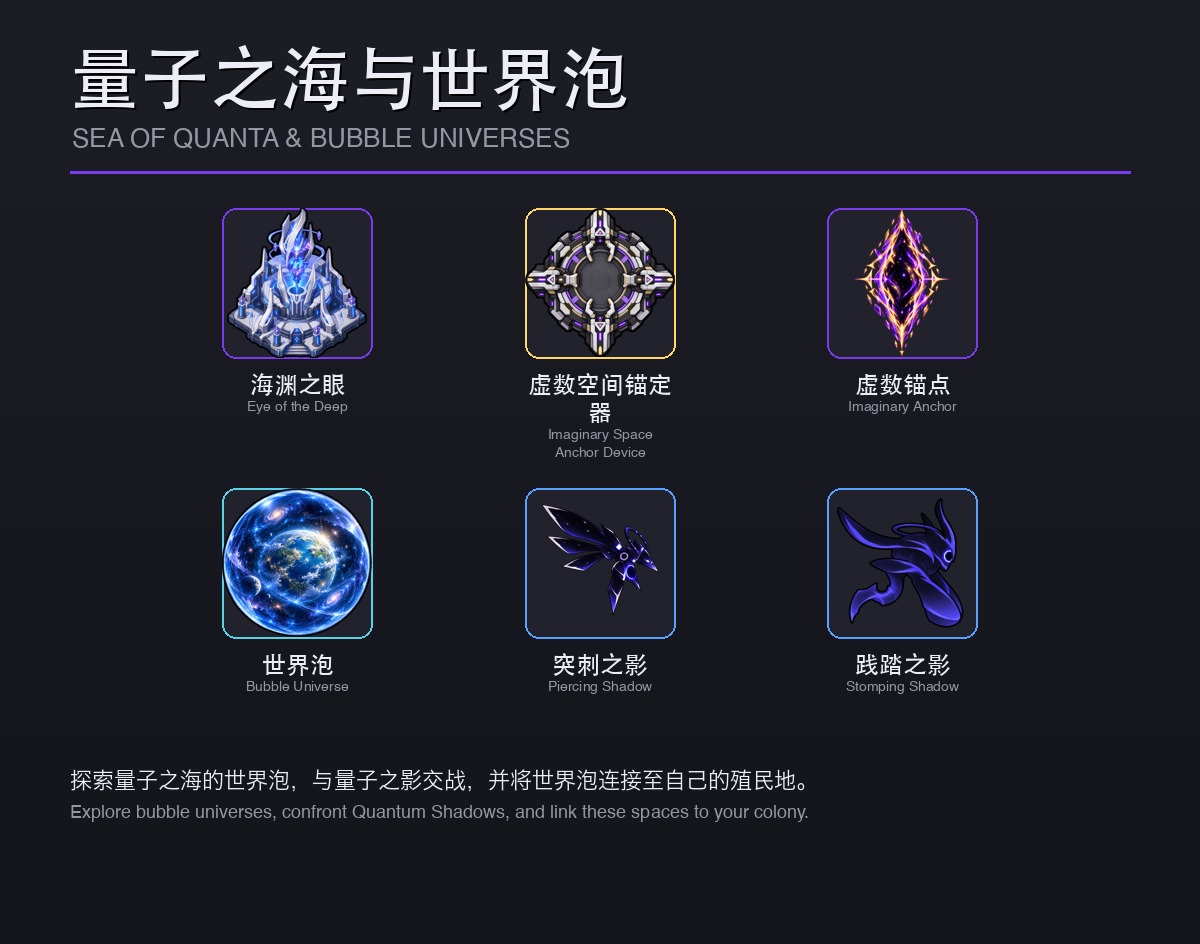 量子之海与世界泡
SEA OF QUANTA & BUBBLE UNIVERSES
海渊之眼
Eye of the Deep
虚数空间锚定
器
Imaginary Space
Anchor Device
虚数锚点
Imaginary Anchor
世界泡
Bubble Universe
突刺之影
Piercing Shadow
践踏之影
Stomping Shadow
探索量子之海的世界泡，与量子之影交战，并将世界泡连接至自己的殖民地。
Explore bubble universes, confront Quantum Shadows, and link these spaces to your colony.